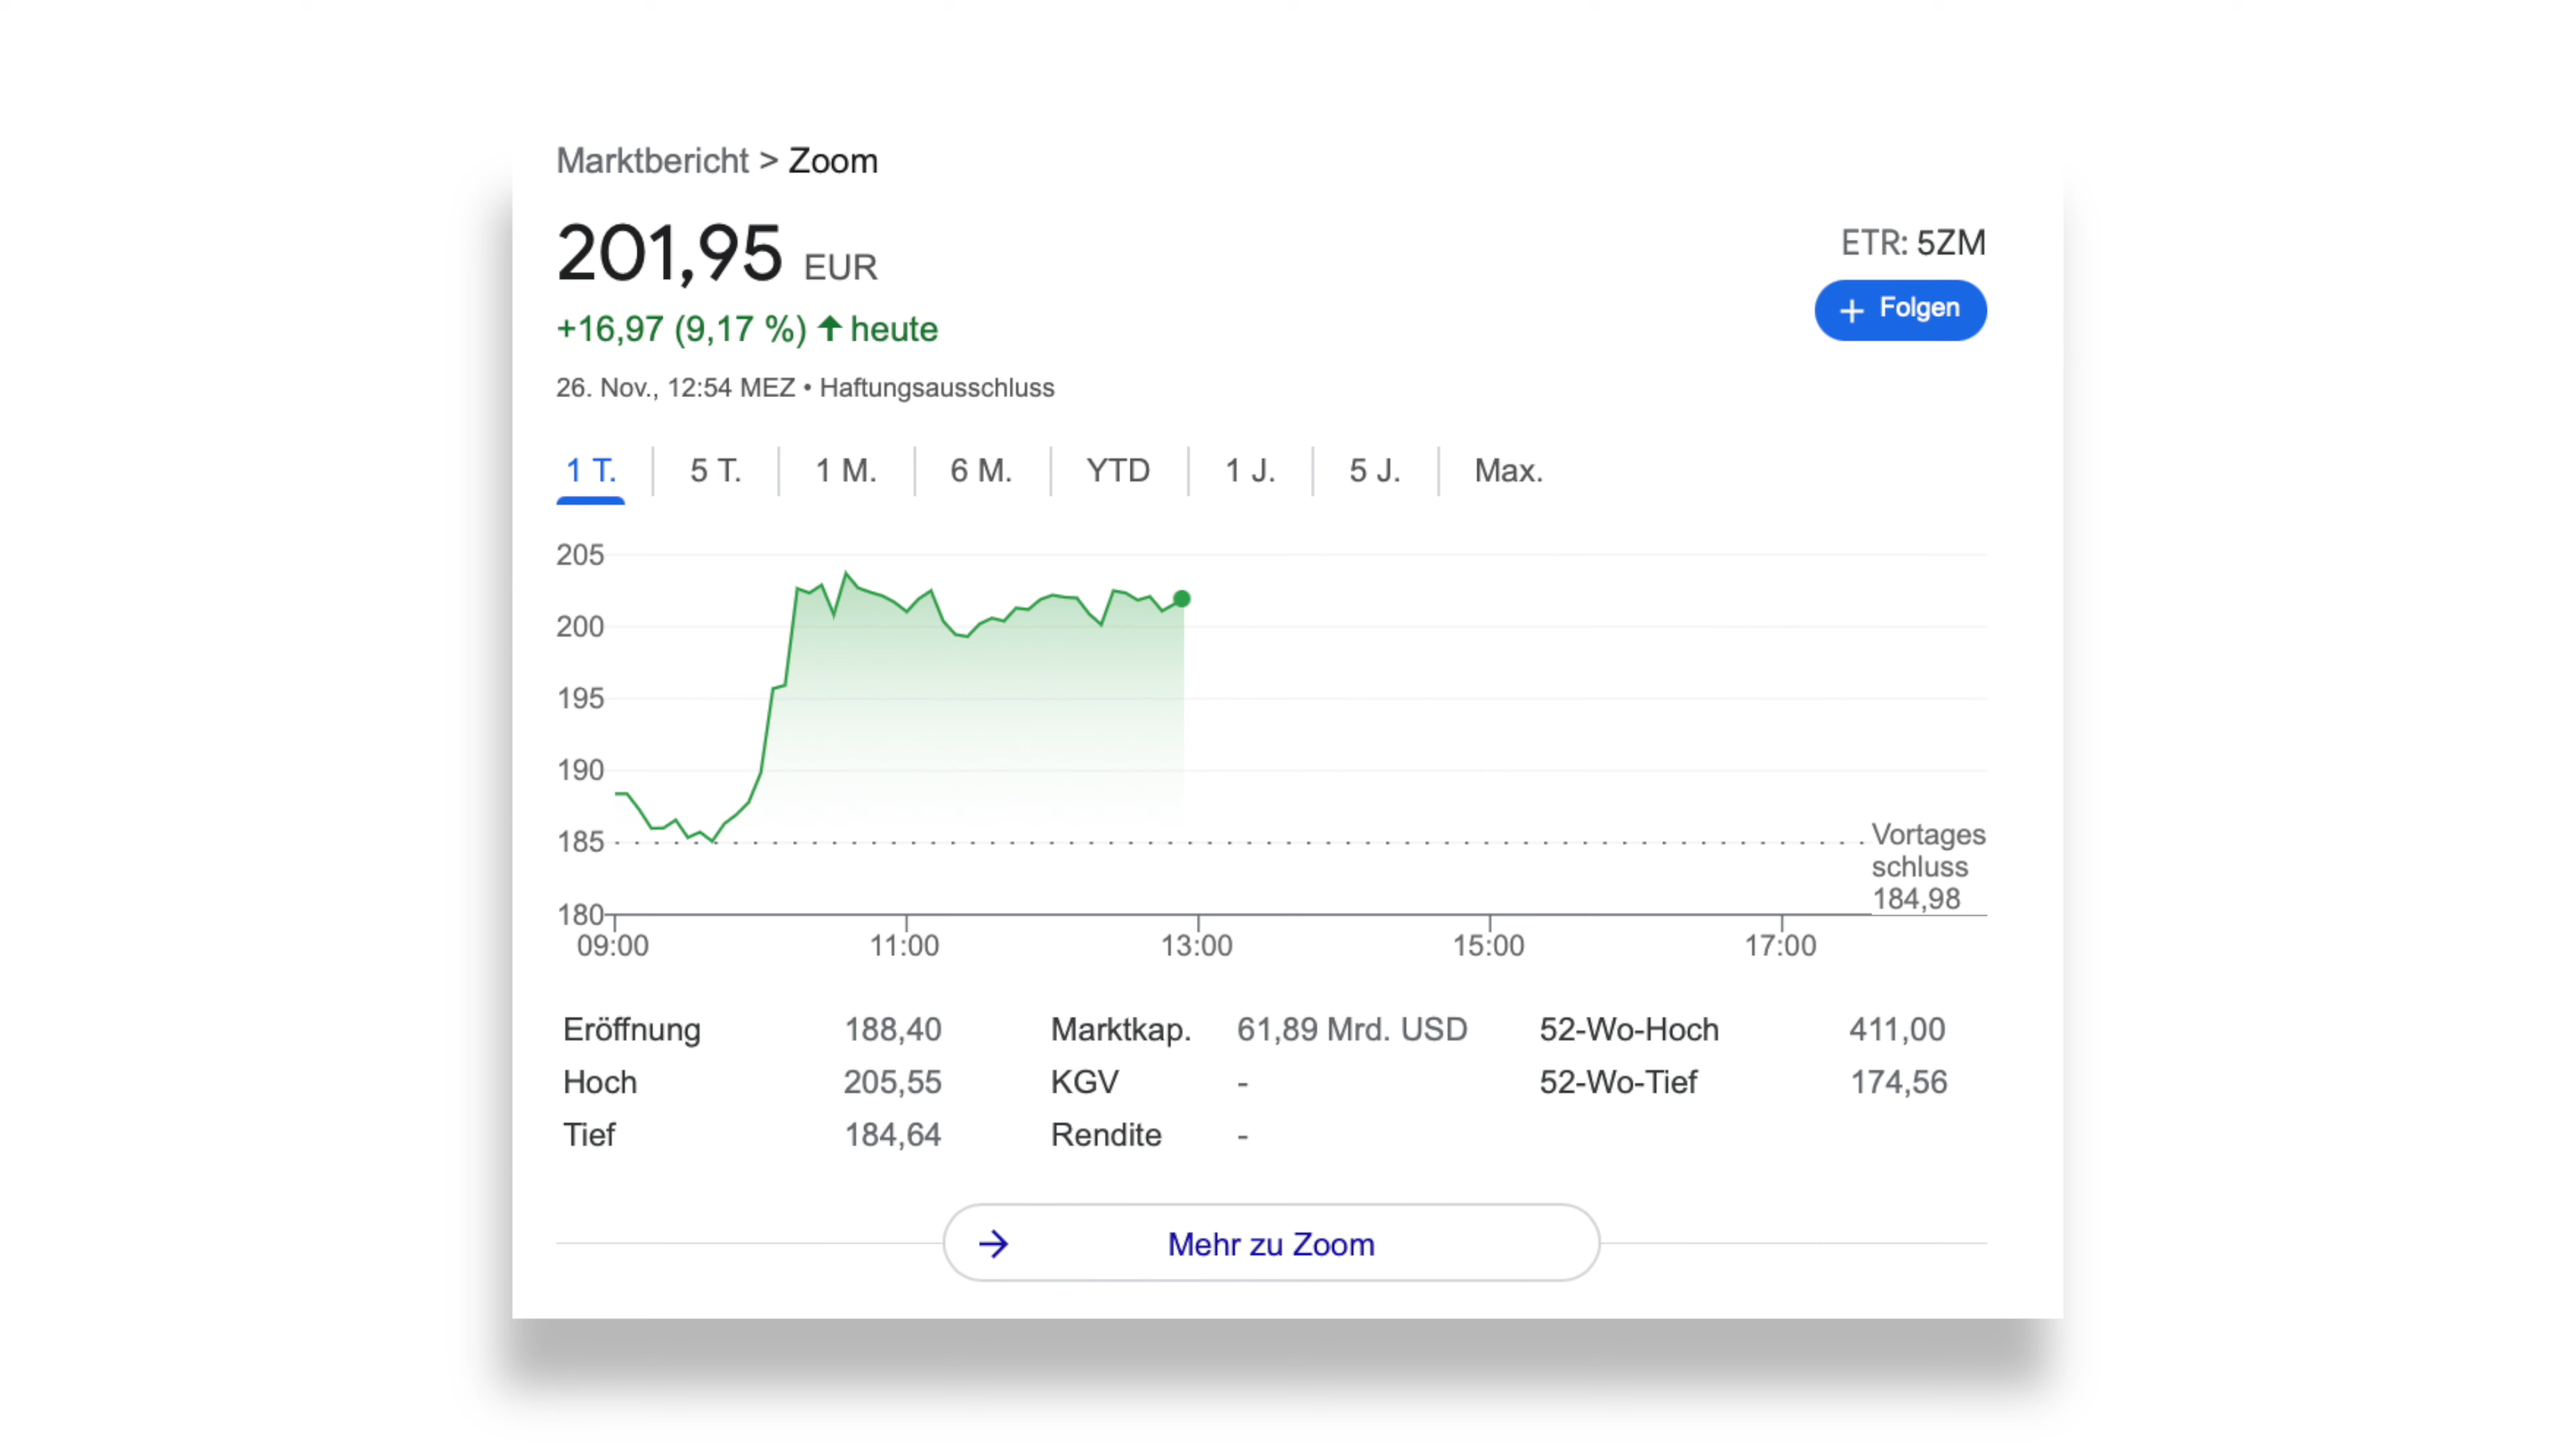 Marktbericht > Zoom
201,95 EUR
ETR: 5ZM
+ Folgen
+16,97 (9,17 %) ↑ heute
26. Nov., 12:54 MEZ • Haftungsausschluss
1 T. 5 T. 1 M. 6 M. YTD 1 J. 5 J. Max.
205
200
195
190
185
180
Vortages
schluss
184,98
09:00 11:00 13:00 15:00 17:00
Eröffnung 188,40 Marktkap. 61,89 Mrd. USD 52-Wo-Hoch 411,00
Hoch 205,55 KGV - 52-Wo-Tief 174,56
Tief 184,64 Rendite -
→ Mehr zu Zoom